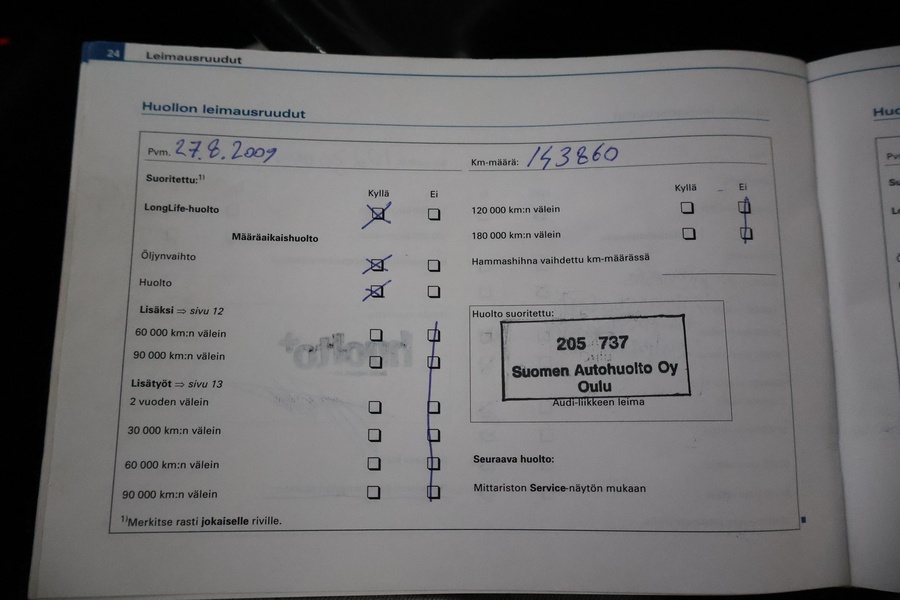 24 Leimausruudut
Huollon leimausruudut
Pvm. 27.8.2009
Suoritettu:1)
Kyllä Ei
LongLife-huolto
Määräaikaishuolto
Öljynvaihto
Huolto
Lisäksi ⇒ sivu 12
60 000 km:n välein
90 000 km:n välein
Lisätyöt ⇒ sivu 13
2 vuoden välein
30 000 km:n välein
60 000 km:n välein
90 000 km:n välein
1)Merkitse rasti jokaiselle riville.
Km-määrä: 143860
Kyllä Ei
120 000 km:n välein
180 000 km:n välein
Hammashihna vaihdettu km-määrässä
Huolto suoritettu:
205 737
Suomen Autohuolto Oy
Oulu
Audi-liikkeen leima
Seuraava huolto:
Mittariston Service-näytön mukaan